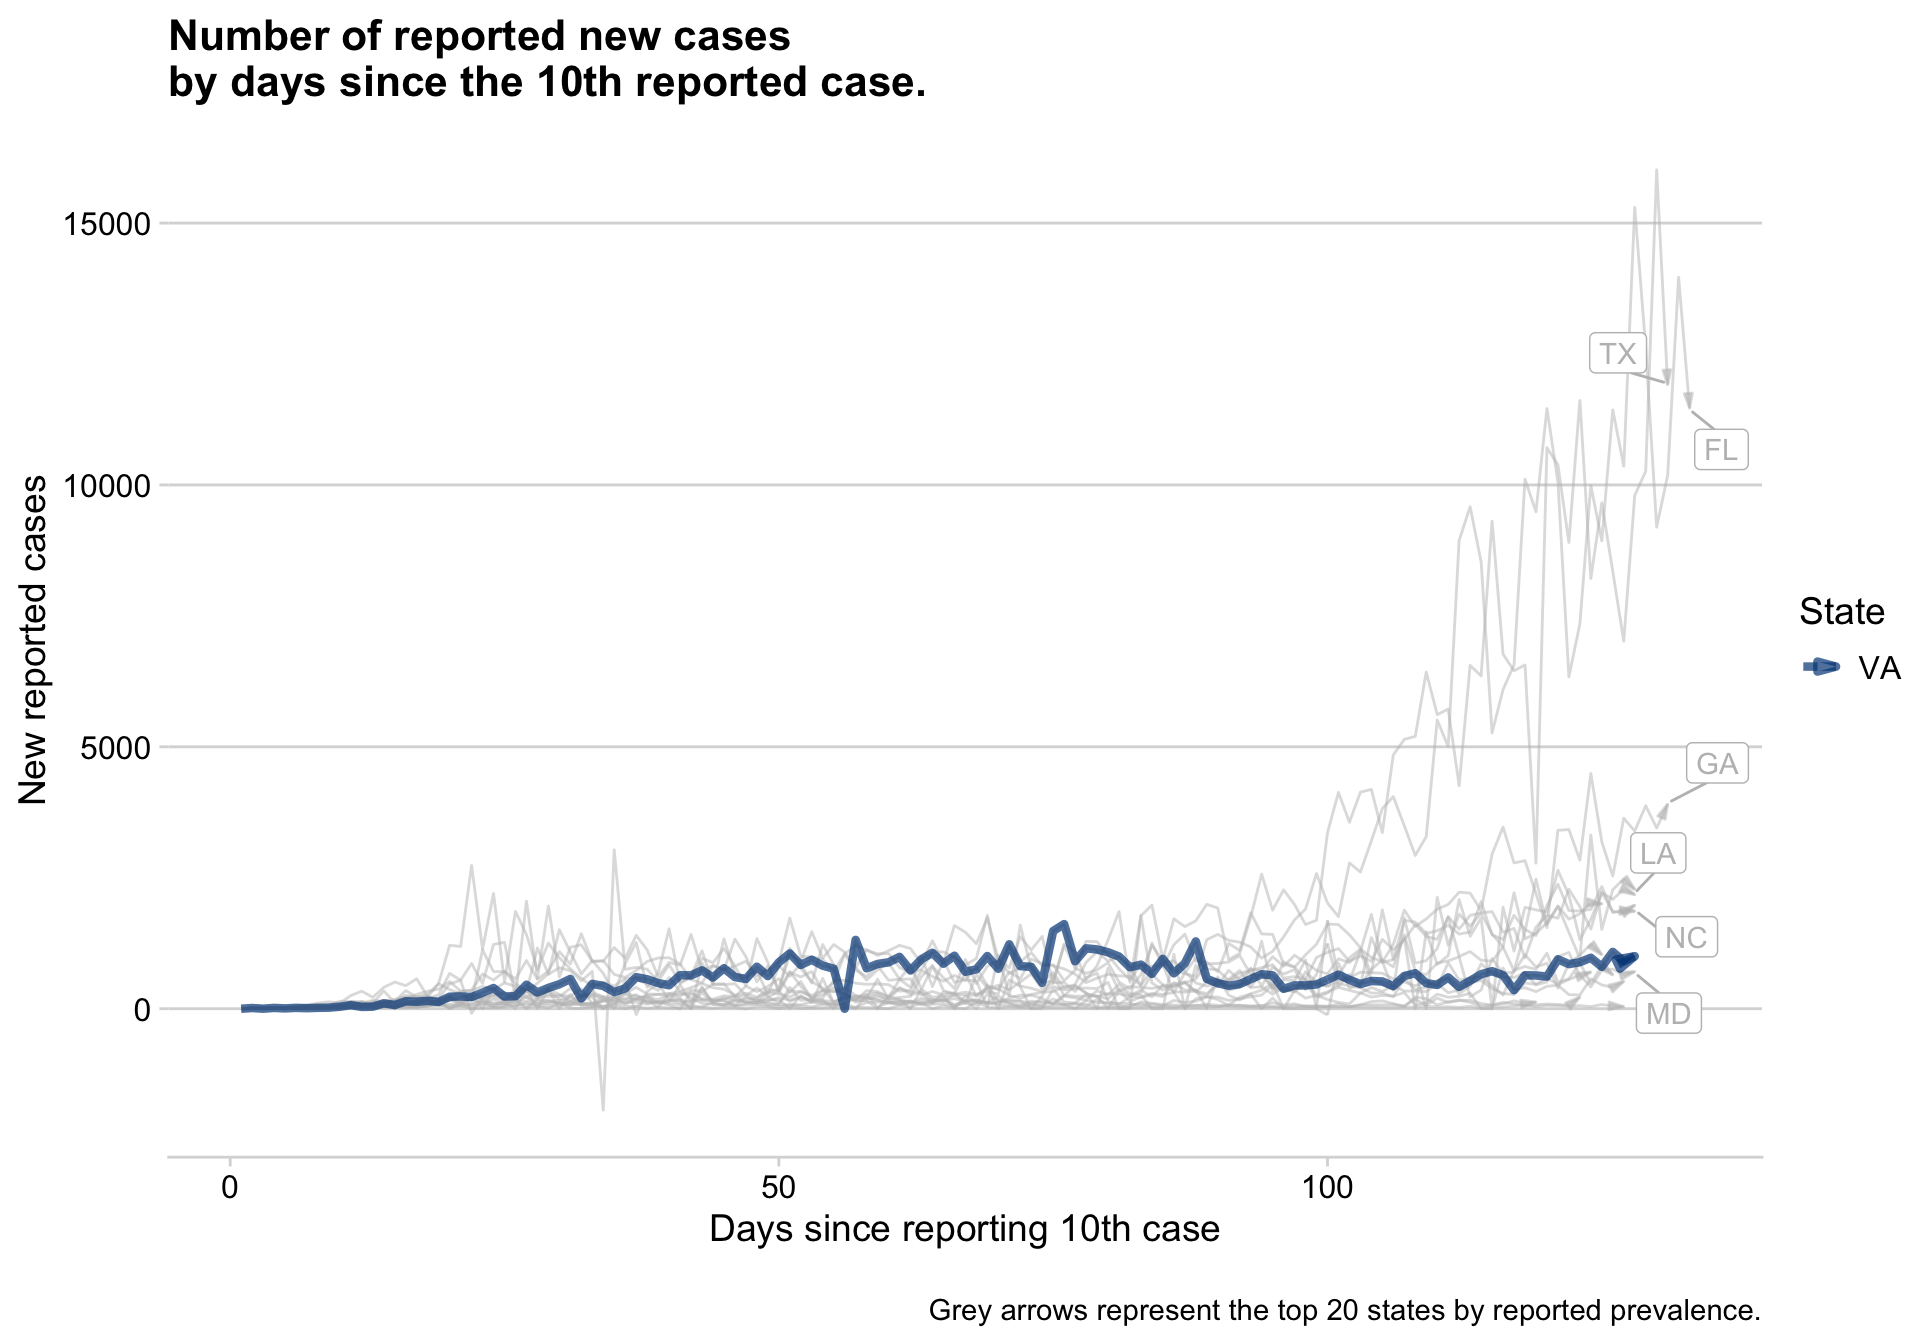 Number of reported new cases
by days since the 10th reported case.
15000
10000
5000
0
New reported cases
TX
FL
GA
LA
NC
MD
State
VA
0
50
100
Days since reporting 10th case
Grey arrows represent the top 20 states by reported prevalence.